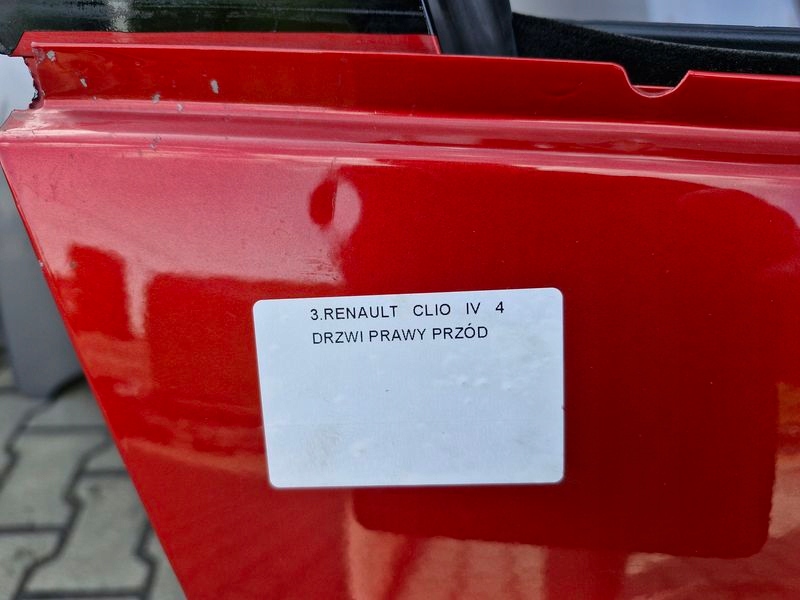 3.RENAULT CLIO IV 4
DRZWI PRAWY PRZÓD